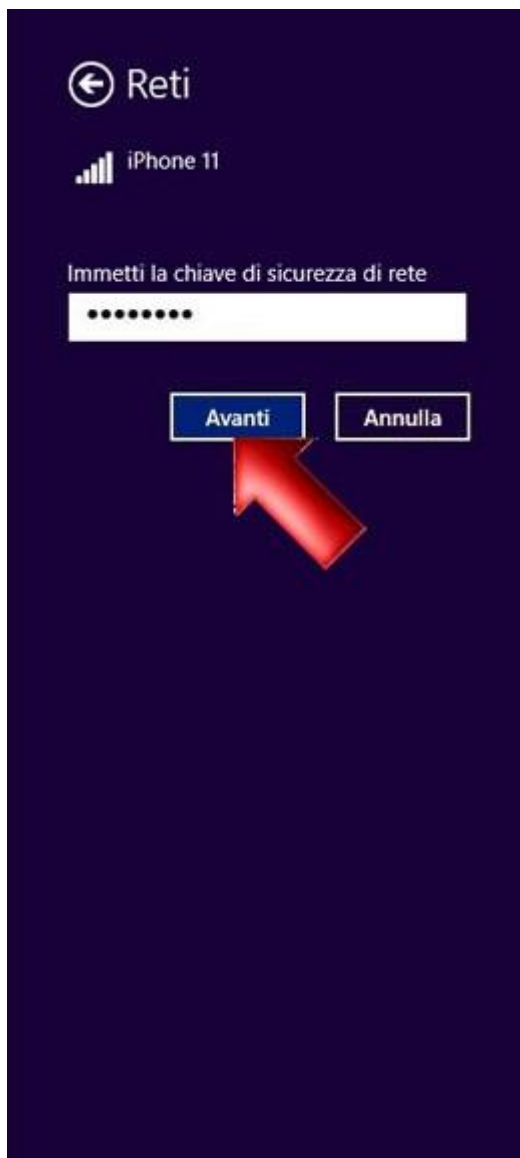 Reti
iPhone 11
Immetti la chiave di sicurezza di rete
••••••••
Avanti
Annulla